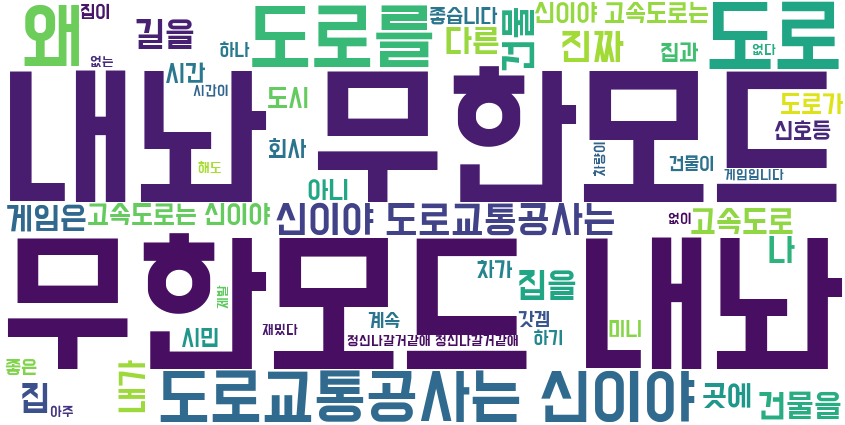 왜
집이
길을
도로를
좋습니다
다른
건물
신이야 고속도로는
진짜
집과
도로
없다
없는
하나
시간
시간이
도시
도로가
신호등
내놔 무한모드
회사
해도
아니
차량이
건물이
게임입니다
게임은
고속도로는 신이야
신이야 도로교통공사는
없이
고속도로
나
무한모드 내놔
차가
집을
제발
시민
재밌다
계속
갓겜
하기
미니
정신나갈거같애 정신나갈거같애
좋은
집
아주
내가
도로교통공사는 신이야
곳에
건물을